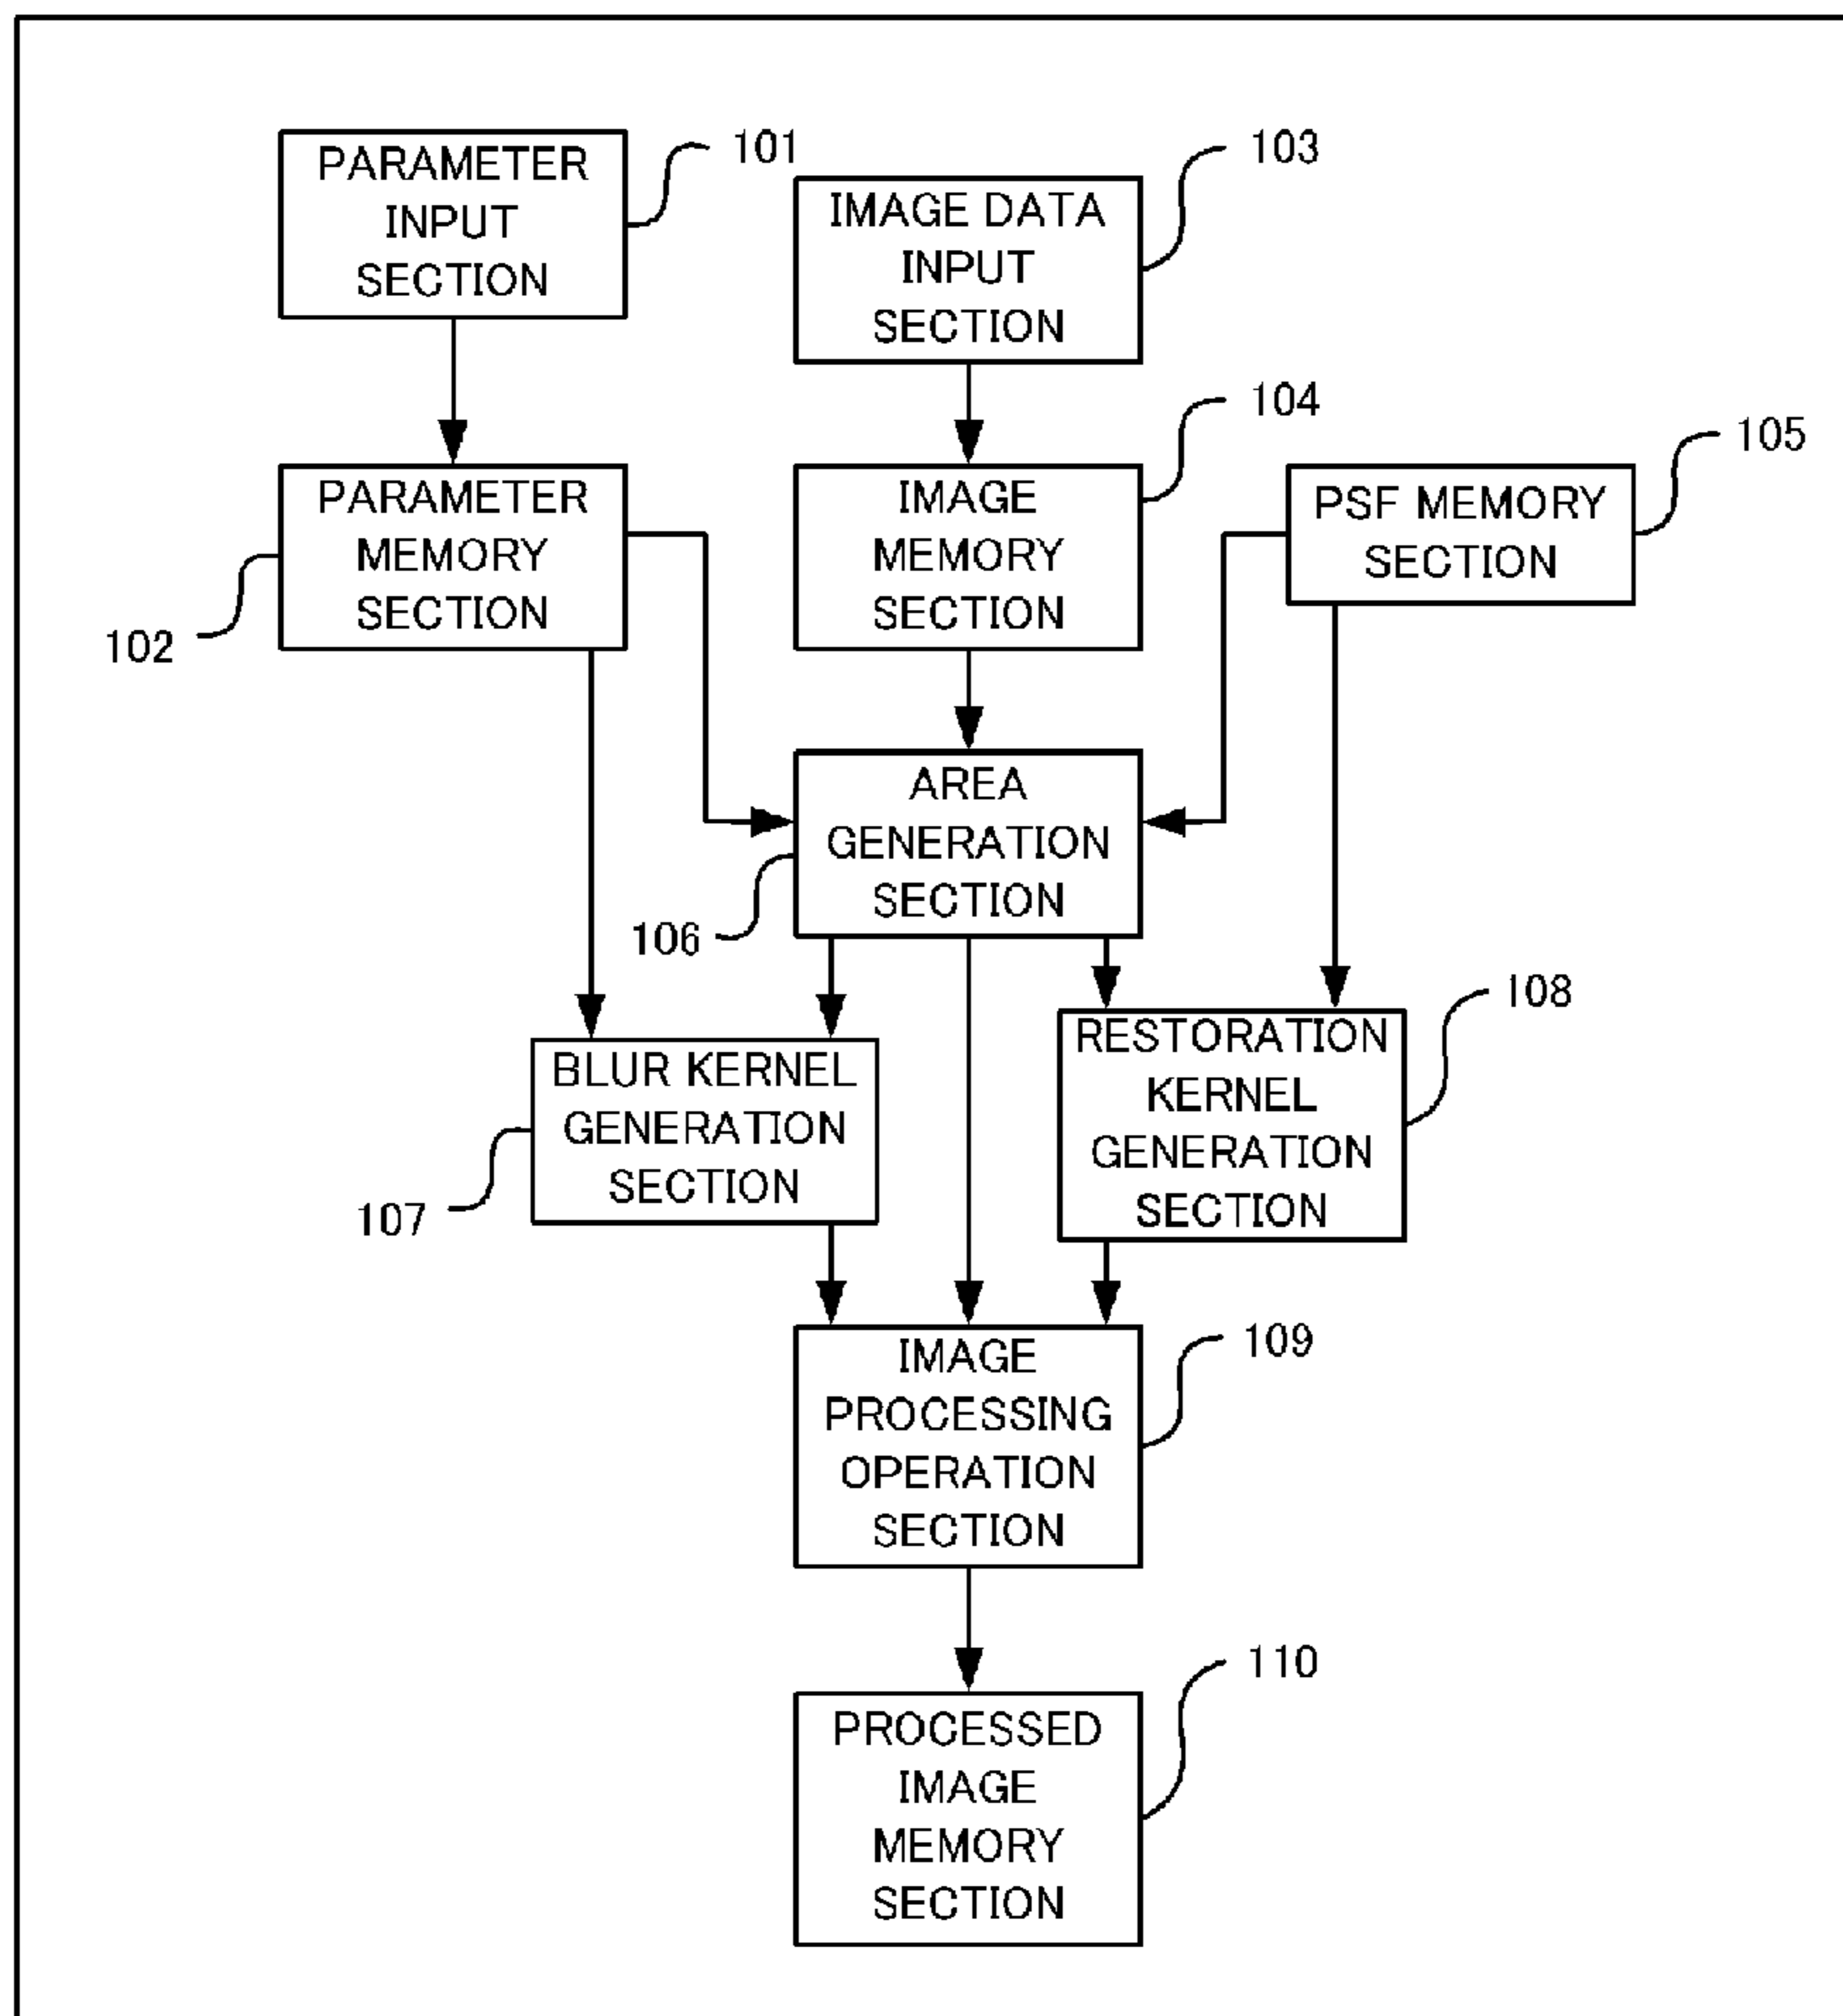 PARAMETER
INPUT
SECTION
101
IMAGE DATA
INPUT
SECTION
103
PARAMETER
MEMORY
SECTION
102
IMAGE
MEMORY
SECTION
104
PSF MEMORY
SECTION
105
AREA
GENERATION
SECTION
106
BLUR KERNEL
GENERATION
SECTION
107
RESTORATION
KERNEL
GENERATION
SECTION
108
IMAGE
PROCESSING
OPERATION
SECTION
109
PROCESSED
IMAGE
MEMORY
SECTION
110